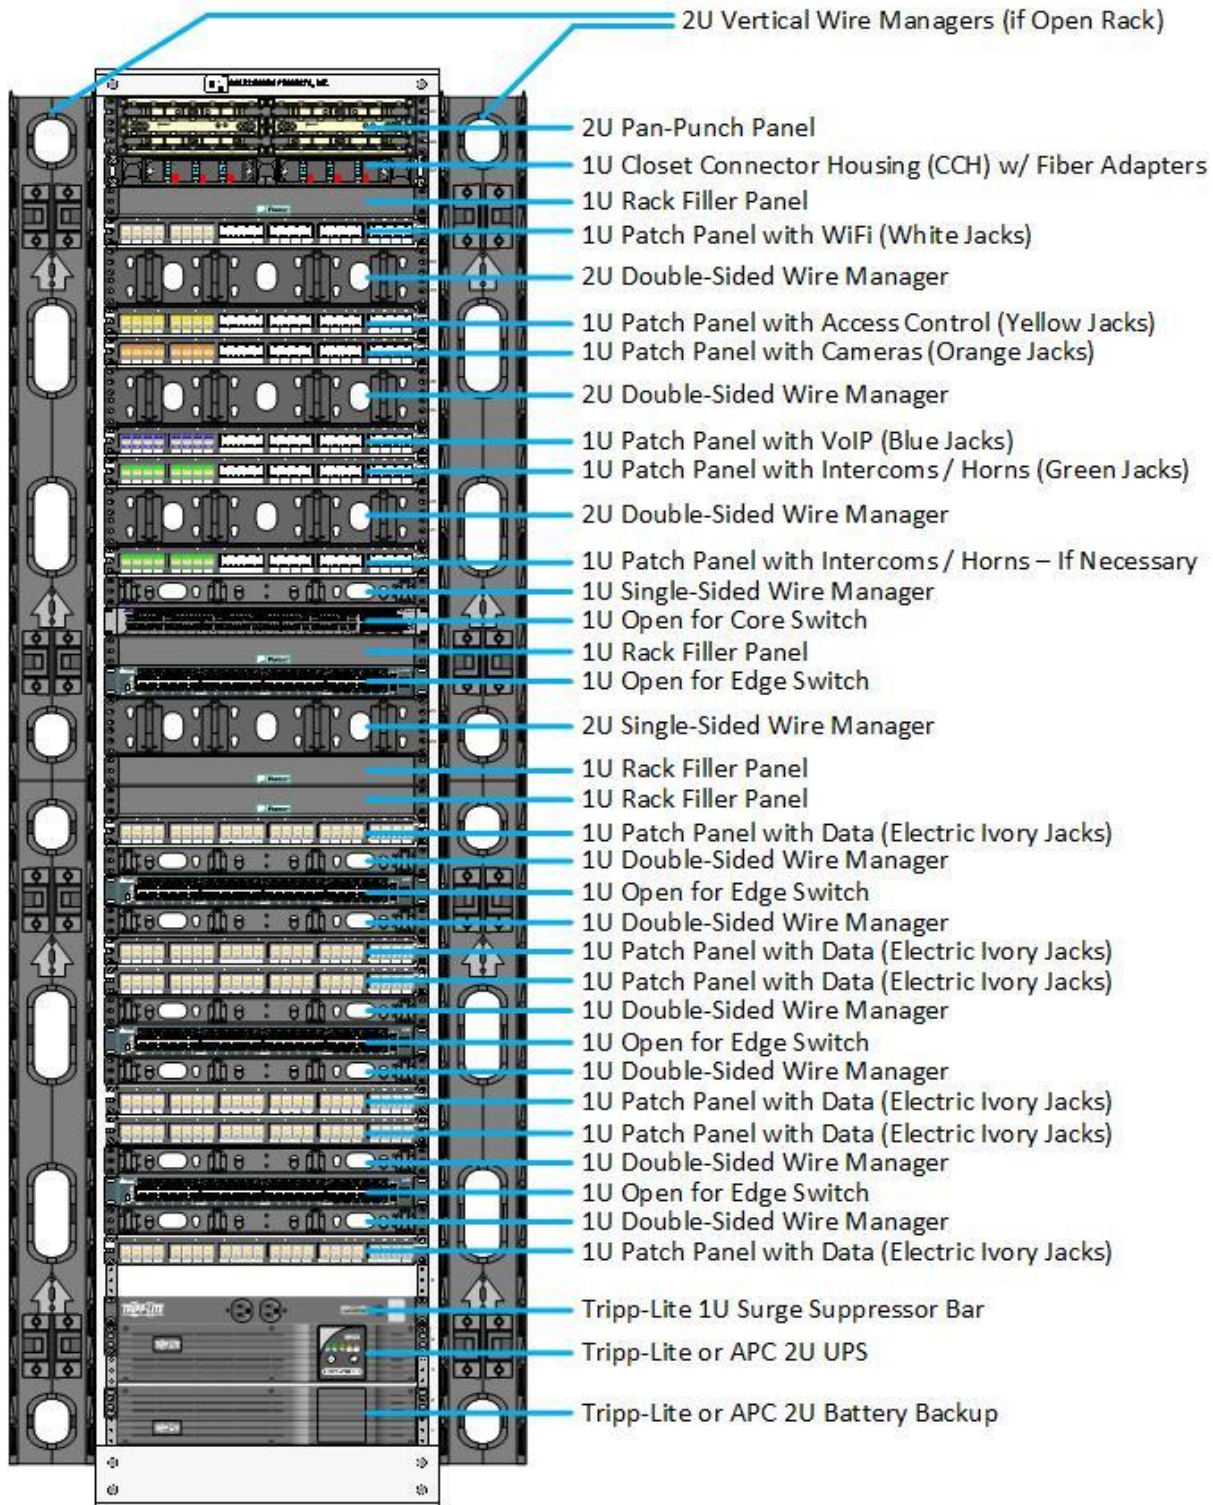 2U Vertical Wire Managers (if Open Rack)
2U Pan-Punch Panel
1U Closet Connector Housing (CCH) w/ Fiber Adapters
1U Rack Filler Panel
1U Patch Panel with WiFi (White Jacks)
2U Double-Sided Wire Manager
1U Patch Panel with Access Control (Yellow Jacks)
1U Patch Panel with Cameras (Orange Jacks)
2U Double-Sided Wire Manager
1U Patch Panel with VoIP (Blue Jacks)
1U Patch Panel with Intercoms / Horns (Green Jacks)
2U Double-Sided Wire Manager
1U Patch Panel with Intercoms / Horns – If Necessary
1U Single-Sided Wire Manager
1U Open for Core Switch
1U Rack Filler Panel
1U Open for Edge Switch
2U Single-Sided Wire Manager
1U Rack Filler Panel
1U Rack Filler Panel
1U Patch Panel with Data (Electric Ivory Jacks)
1U Double-Sided Wire Manager
1U Open for Edge Switch
1U Double-Sided Wire Manager
1U Patch Panel with Data (Electric Ivory Jacks)
1U Patch Panel with Data (Electric Ivory Jacks)
1U Double-Sided Wire Manager
1U Open for Edge Switch
1U Double-Sided Wire Manager
1U Patch Panel with Data (Electric Ivory Jacks)
1U Patch Panel with Data (Electric Ivory Jacks)
1U Double-Sided Wire Manager
1U Open for Edge Switch
1U Double-Sided Wire Manager
1U Patch Panel with Data (Electric Ivory Jacks)
TRIPP-LITE
Tripp-Lite 1U Surge Suppressor Bar
Tripp-Lite or APC 2U UPS
Tripp-Lite or APC 2U Battery Backup